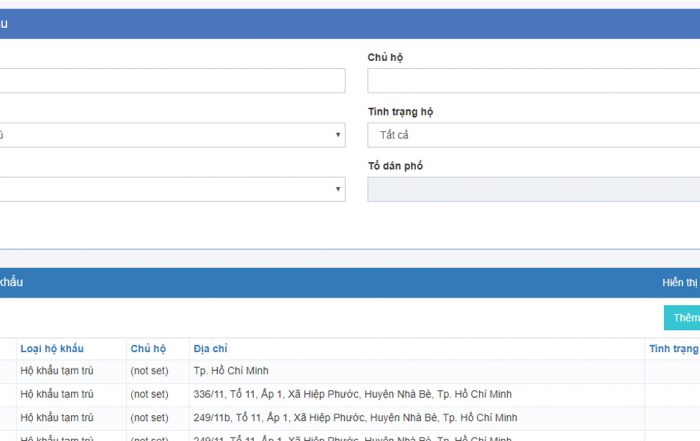 u
Chủ hộ
Tình trạng hộ
ú
Tất cả
Tổ dân phố
khẩu
Hiển thị
Thêm
Loại hộ khẩu Chủ hộ Địa chỉ Tình trạng
Hộ khẩu tạm trú (not set) Tp. Hồ Chí Minh
Hộ khẩu tạm trú (not set) 336/11, Tổ 11, Ấp 1, Xã Hiệp Phước, Huyện Nhà Bè, Tp. Hồ Chí Minh
Hộ khẩu tạm trú (not set) 249/11b, Tổ 11, Ấp 1, Xã Hiệp Phước, Huyện Nhà Bè, Tp. Hồ Chí Minh
Hộ khẩu tạm trú (not set) 249/11, Tổ 11, Ấp 1, Xã Hiệp Phước, Huyện Nhà Bè, Tp. Hồ Chí Minh